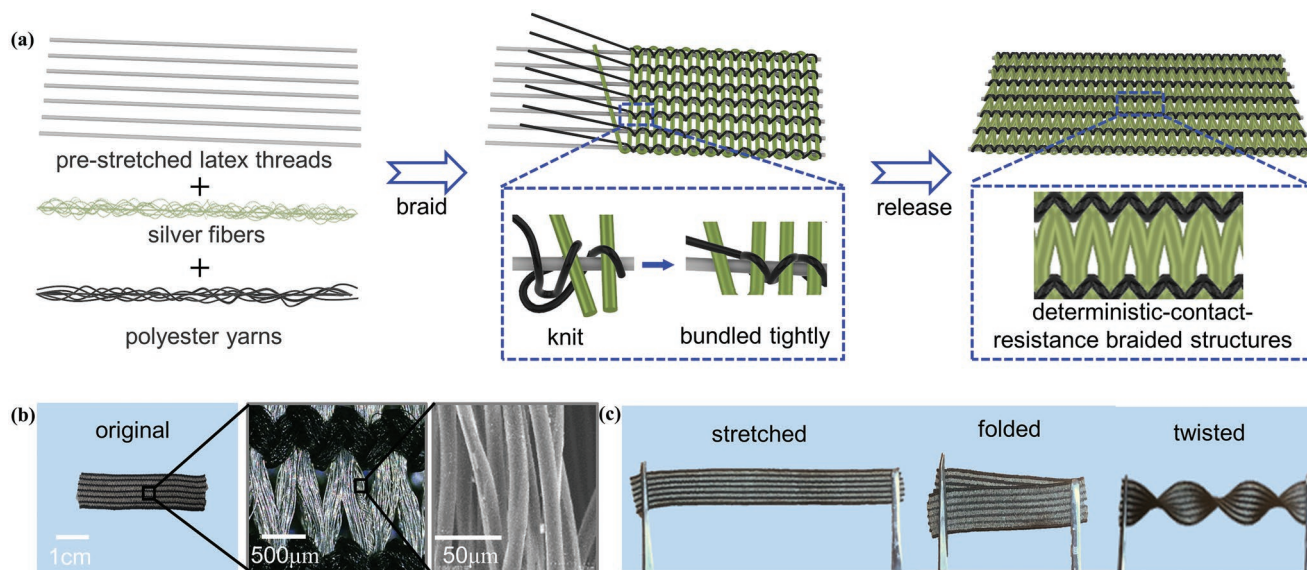 (a)
pre-stretched latex threads
+
silver fibers
+
polyester yarns
braid
knit
bundled tightly
release
deterministic-contact-
resistance braided structures
(b)
original
1cm
500μm
50μm
(c)
stretched
folded
twisted